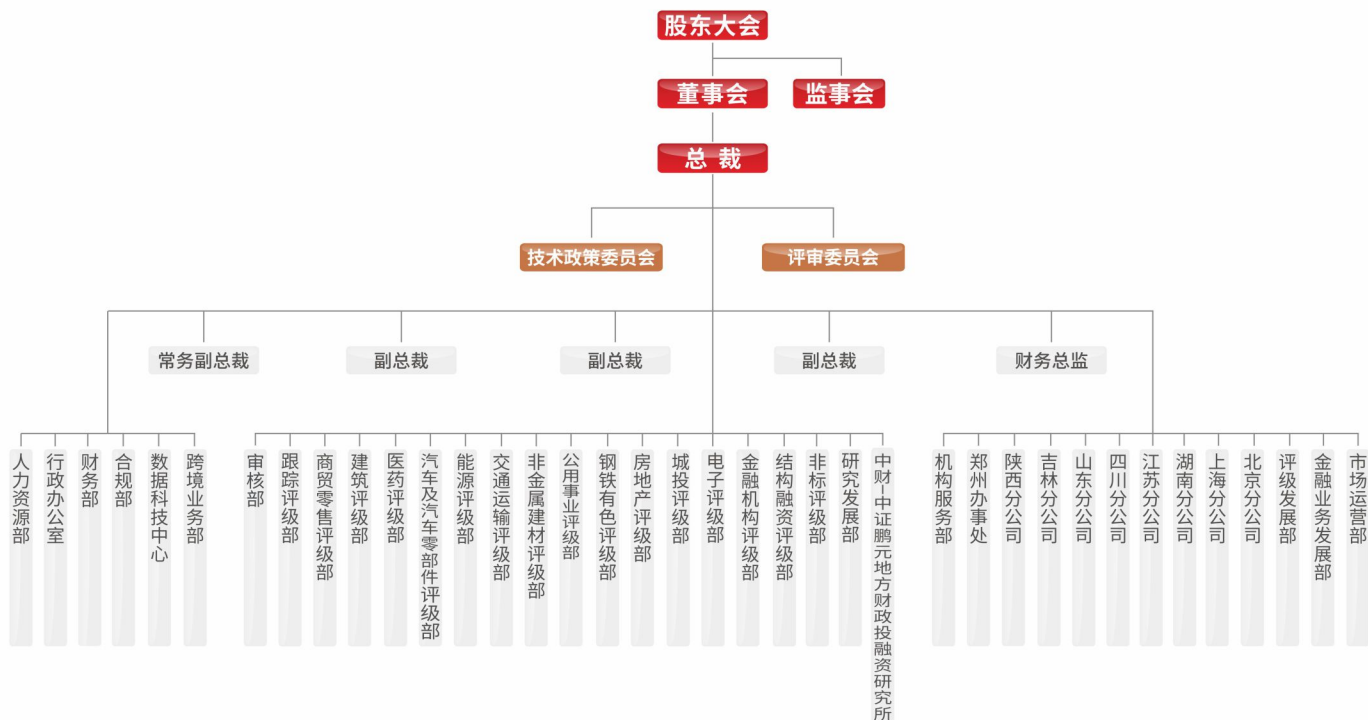 股东大会
董事会
监事会
总 裁
技术政策委员会
评审委员会
常务副总裁
副总裁
副总裁
副总裁
财务总监
人力资源部
行政办公室
财务部
合规部
数据科技中心
跨境业务部
审核部
跟踪评级部
商贸零售评级部
建筑评级部
医药评级部
汽车及汽车零部件评级部
能源评级部
交通运输评级部
非金属建材评级部
公用事业评级部
钢铁有色评级部
房地产评级部
城投评级部
电子评级部
金融机构评级部
结构融资评级部
非标评级部
研究发展部
中财-中证鹏元地方财政投融资研究所
机构服务部
郑州办事处
陕西分公司
吉林分公司
山东分公司
四川分公司
江苏分公司
湖南分公司
上海分公司
北京分公司
评级发展部
金融业务发展部
市场运营部